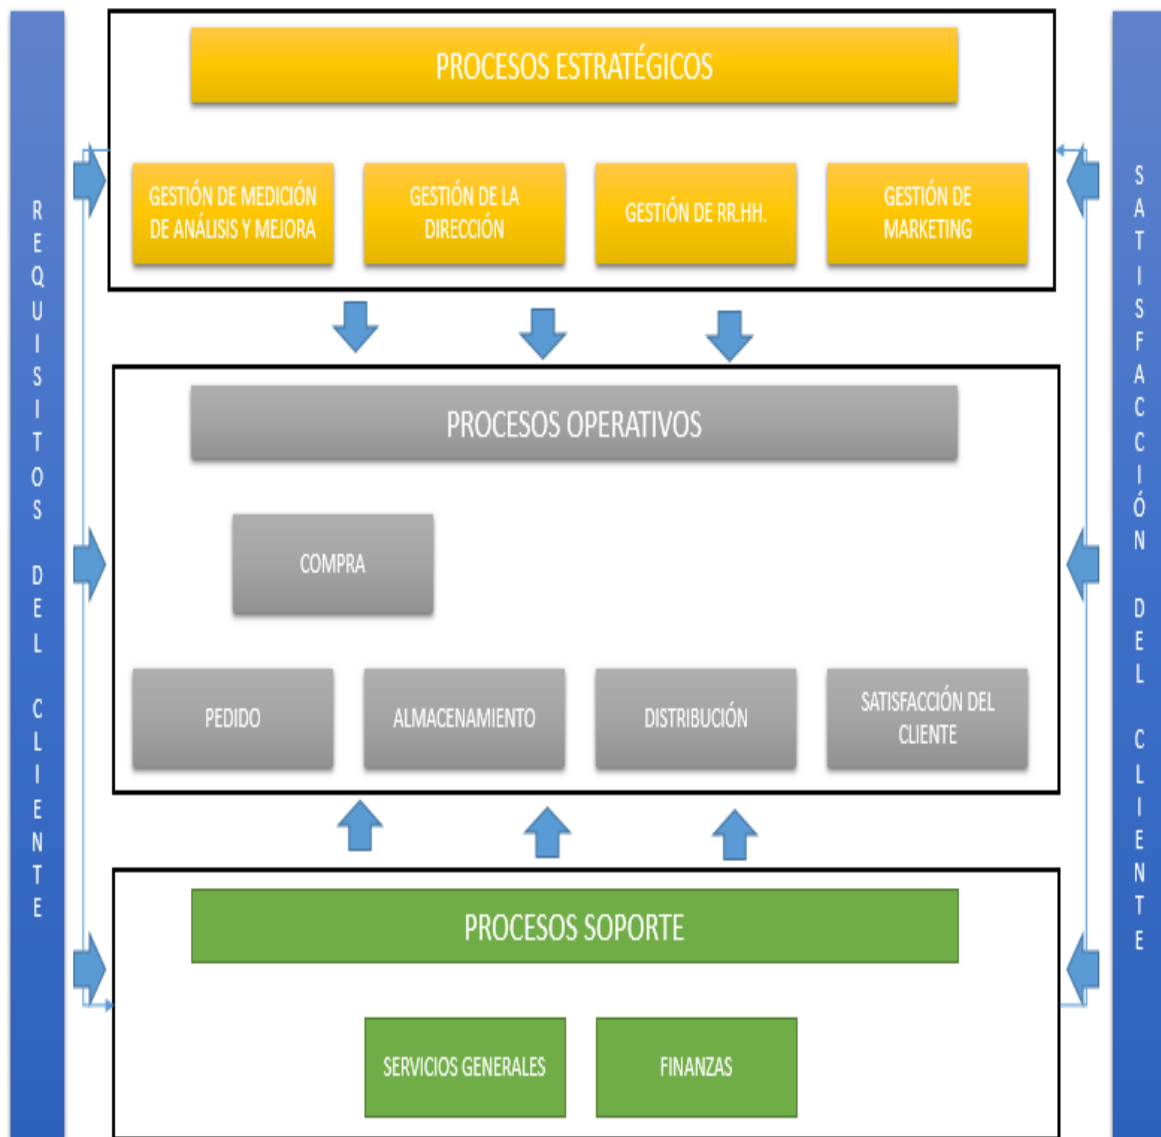 REQUISITOS DEL CLIENTE
PROCESOS ESTRATÉGICOS
GESTIÓN DE MEDICIÓN
DE ANÁLISIS Y MEJORA
GESTIÓN DE LA
DIRECCIÓN
GESTIÓN DE RR.HH.
GESTIÓN DE
MARKETING
PROCESOS OPERATIVOS
COMPRA
PEDIDO
ALMACENAMIENTO
DISTRIBUCIÓN
SATISFACCIÓN DEL
CLIENTE
PROCESOS SOPORTE
SERVICIOS GENERALES
FINANZAS
SATISFACCIÓN DEL CLIENTE